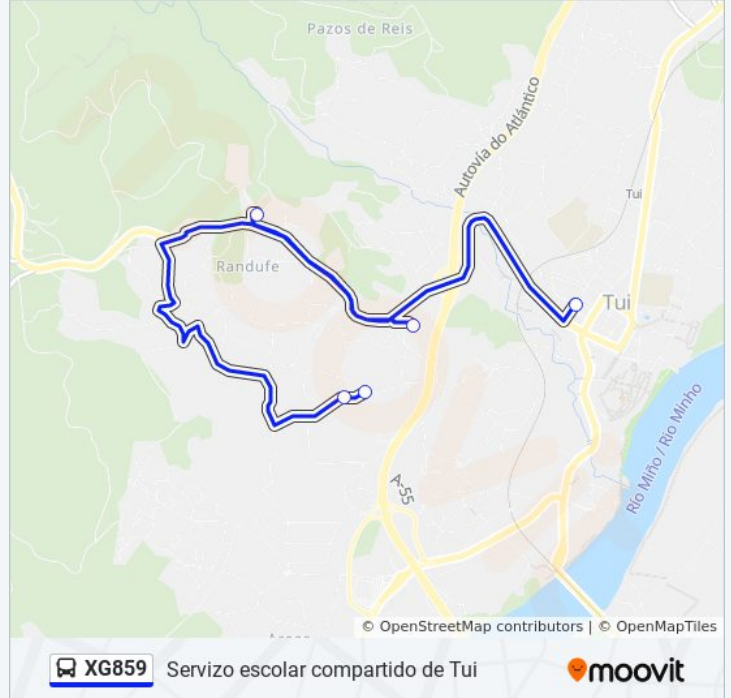 Pazos de Reis
Autovía do Atlántico
Tui
Randufe
Tui
Río Miño / Río Minho
A-55
© OpenStreetMap contributors | © OpenMapTiles
XG859 Servizo escolar compartido de Tui
moovit